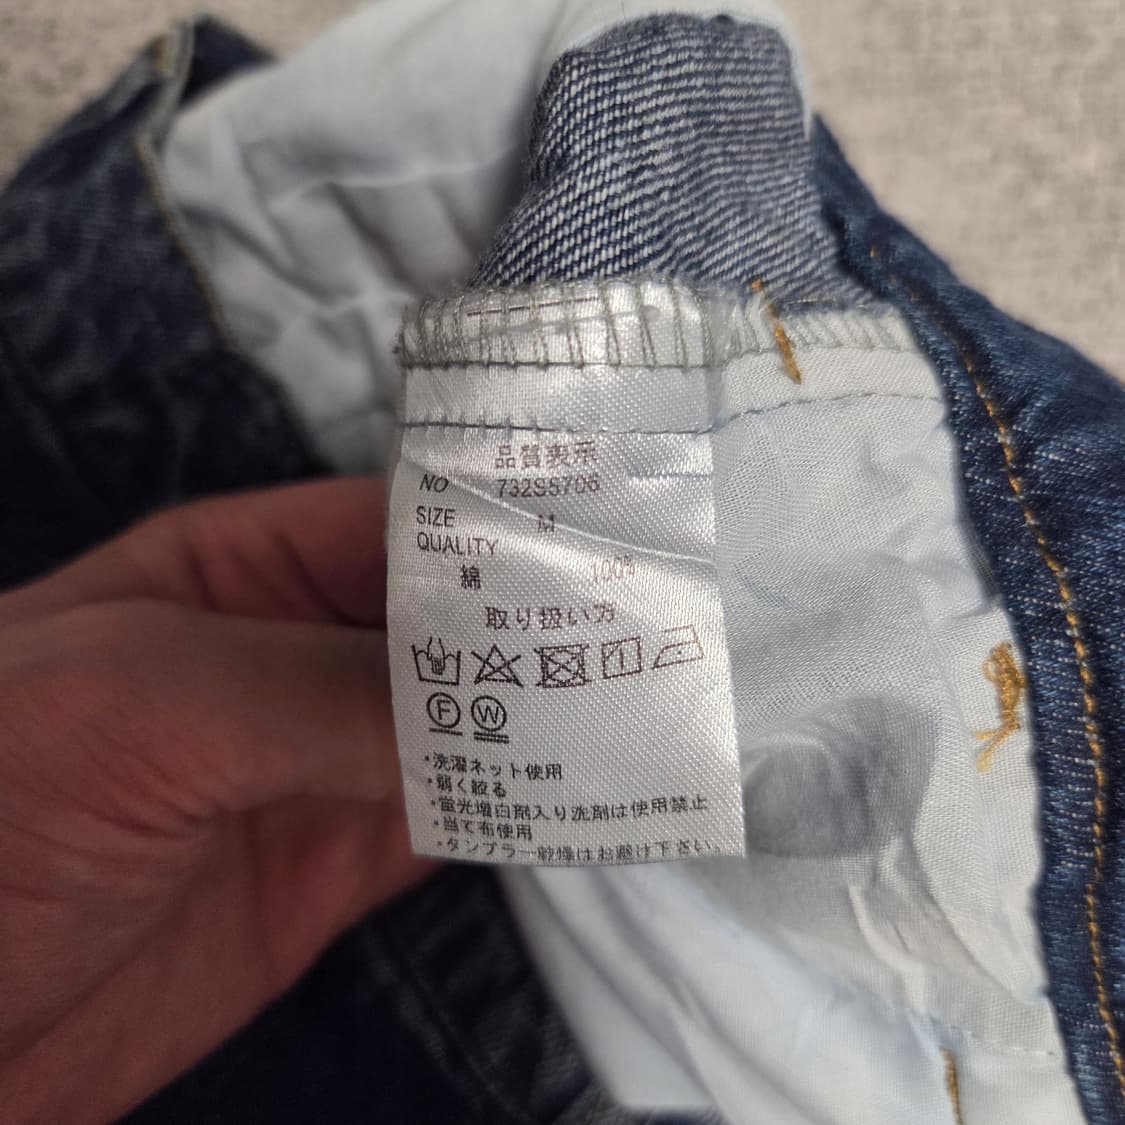 品質表示
NO 732SS706
SIZE M
QUALITY
綿 100%
取り扱い方
F W
・洗濯ネット使用
・弱く絞る
・蛍光増白剤入り洗剤は使用禁止
・当て布使用
・タンブラー乾燥はお避け下さい。